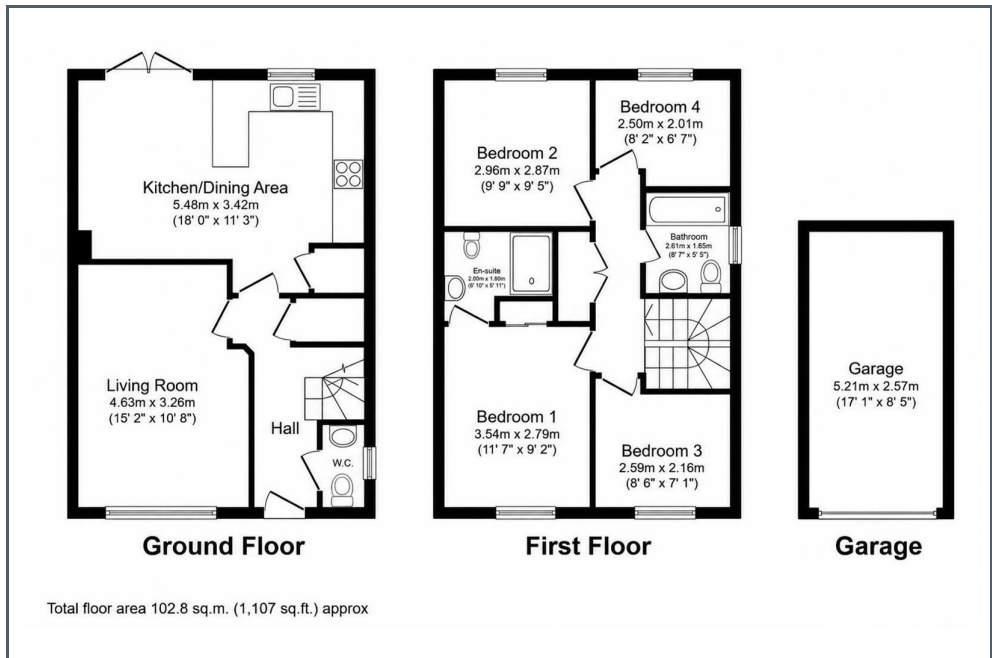 Kitchen/Dining Area
5.48m x 3.42m
(18' 0" x 11' 3")
Living Room
4.63m x 3.26m
(15' 2" x 10' 8")
Hall
W.C.
Ground Floor
Bedroom 2
2.96m x 2.87m
(9' 9" x 9' 5")
Bedroom 4
2.50m x 2.01m
(8' 2" x 6' 7")
Bathroom
2.61m x 1.65m
(8' 7" x 5' 5")
En-suite
2.00m x 1.80m
(6' 10" x 5' 11")
Bedroom 1
3.54m x 2.79m
(11' 7" x 9' 2")
Bedroom 3
2.59m x 2.16m
(8' 6" x 7' 1")
First Floor
Garage
5.21m x 2.57m
(17' 1" x 8' 5")
Garage
Total floor area 102.8 sq.m. (1,107 sq.ft.) approx